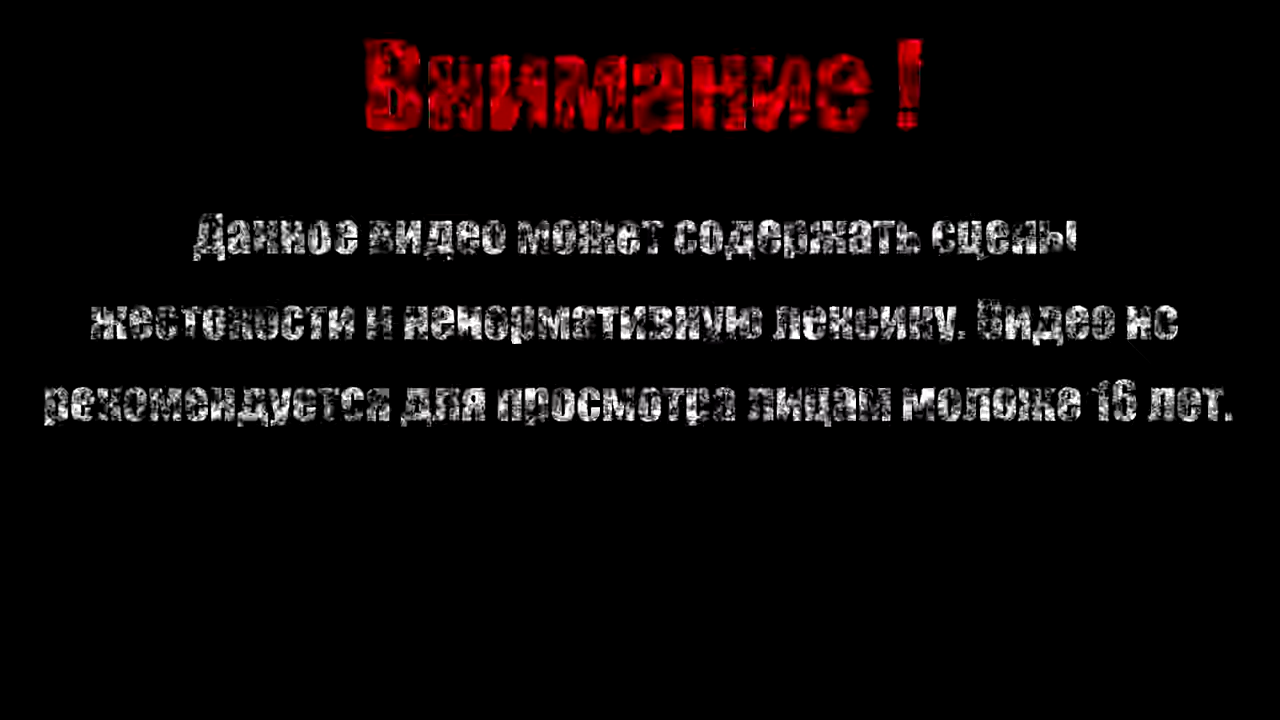 Внимание !
Данное видео может содержать сцены
жестокости и ненормативную лексику. Видео не
рекомендуется для просмотра лицам моложе 16 лет.